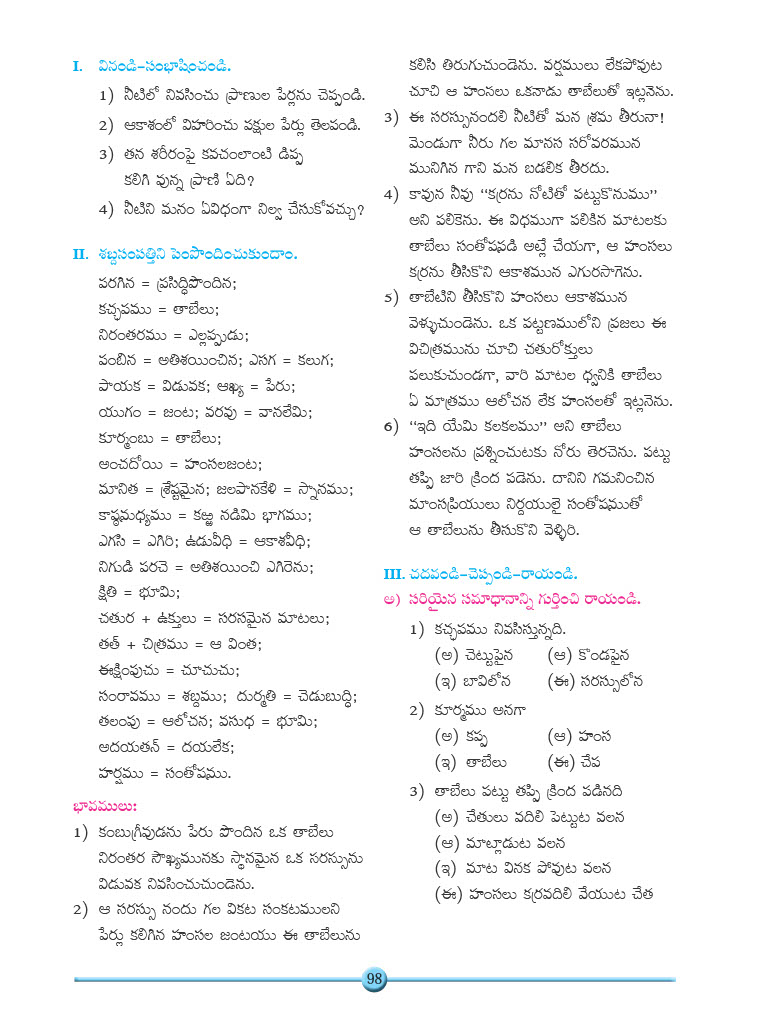 I. వినండి-సంభాషించండి.
1) నీటిలో నివసించు ప్రాణుల పేర్లను చెప్పండి.
2) ఆకాశంలో విహరించు పక్షుల పేర్లు తెలపండి.
3) తన శరీరంపై కవచంలాంటి డిప్ప
కలిగి వున్న ప్రాణి ఏది?
4) నీటిని మనం ఏవిధంగా నిల్వ చేసుకోవచ్చు?
II. శబ్దసంపత్తిని పెంపొందించుకుందాం.
పరగిన = ప్రసిద్ధిపొందిన;
కచ్ఛపము = తాబేలు;
నిరంతరము = ఎల్లప్పుడు;
పంబిన = అతిశయించిన; ఎసగ = కలుగ;
పాయక = విడువక; ఆఖ్య = పేరు;
యుగం = జంట; వరవు = వానలేమి;
కూర్మంబు = తాబేలు;
అంచదోయి = హంసలజంట;
మానిత = శ్రేష్టమైన; జలపానకేళి = స్నానము;
కాష్ఠమధ్యము = కఱ్ఱ నడిమి భాగము;
ఎగసి = ఎగిరి; ఉడువీధి = ఆకాశవీధి;
నిగుడి పరచె = అతిశయించి ఎగిరెను;
క్షితి = భూమి;
చతుర + ఉక్తులు = సరసమైన మాటలు;
తత్ + చిత్రము = ఆ వింత;
ఈక్షింపుచు = చూచుచు;
సంరావము = శబ్దము; దుర్మతి = చెడుబుద్ధి;
తలంపు = ఆలోచన; వసుధ = భూమి;
అదయతన్ = దయలేక;
హర్షము = సంతోషము.
భావములు:
1) కంబుగ్రీవుడను పేరు పొందిన ఒక తాబేలు
నిరంతర సౌఖ్యమునకు స్థానమైన ఒక సరస్సును
విడువక నివసించుచుండెను.
2) ఆ సరస్సు నందు గల వికట సంకటములని
పేర్లు కలిగిన హంసల జంటయు ఈ తాబేలును
కలిసి తిరుగుచుండెను. వర్షములు లేకపోవుట
చూచి ఆ హంసలు ఒకనాడు తాబేలుతో ఇట్లనెను.
3) ఈ సరస్సునందలి నీటితో మన శ్రమ తీరునా!
మెండుగా నీరు గల మానస సరోవరమున
మునిగిన గాని మన బడలిక తీరదు.
4) కావున నీవు “కర్రను నోటితో పట్టుకొనుము”
అని పలికెను. ఈ విధముగా పలికిన మాటలకు
తాబేలు సంతోషపడి అట్లే చేయగా, ఆ హంసలు
కర్రను తీసికొని ఆకాశమున ఎగురసాగెను.
5) తాబేటిని తీసికొని హంసలు ఆకాశమున
వెళ్ళుచుండెను. ఒక పట్టణములోని ప్రజలు ఈ
విచిత్రమును చూచి చతురోక్తులు
పలుకుచుండగా, వారి మాటల ధ్వనికి తాబేలు
ఏ మాత్రము ఆలోచన లేక హంసలతో ఇట్లనెను.
6) “ఇది యేమి కలకలము” అని తాబేలు
హంసలను ప్రశ్నించుటకు నోరు తెరచెను. పట్టు
తప్పి జారి క్రింద పడెను. దానిని గమనించిన
మాంసప్రియులు నిర్దయులై సంతోషముతో
ఆ తాబేలును తీసుకొని వెళ్ళిరి.
III. చదవండి-చెప్పండి-రాయండి.
అ) సరియైన సమాధానాన్ని గుర్తించి రాయండి.
1) కచ్ఛపము నివసిస్తున్నది.
(అ) చెట్టుపైన (ఆ) కొండపైన
(ఇ) బావిలోన (ఈ) సరస్సులోన
2) కూర్మము అనగా
(అ) కప్ప (ఆ) హంస
(ఇ) తాబేలు (ఈ) చేప
3) తాబేలు పట్టు తప్పి క్రింద పడినది
(అ) చేతులు వదిలి పెట్టుట వలన
(ఆ) మాట్లాడుట వలన
(ఇ) మాట వినక పోవుట వలన
(ఈ) హంసలు కర్రవదిలి వేయుట చేత
98